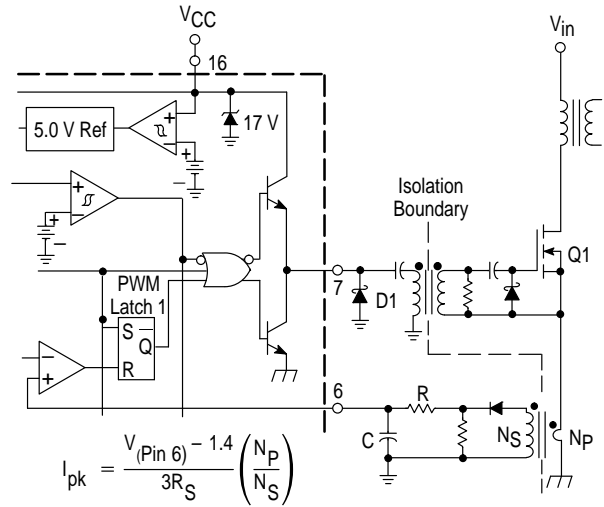 VCC
16
Vin
5.0 V Ref
+
−
17 V
+
−
+
−
+
−
Isolation
Boundary
Q1
PWM
Latch 1
S
Q̅
R
7
D1
−
+
6
R
C
NS
NP
Ipk = V(Pin 6) − 1.4 / 3RS (NP / NS)